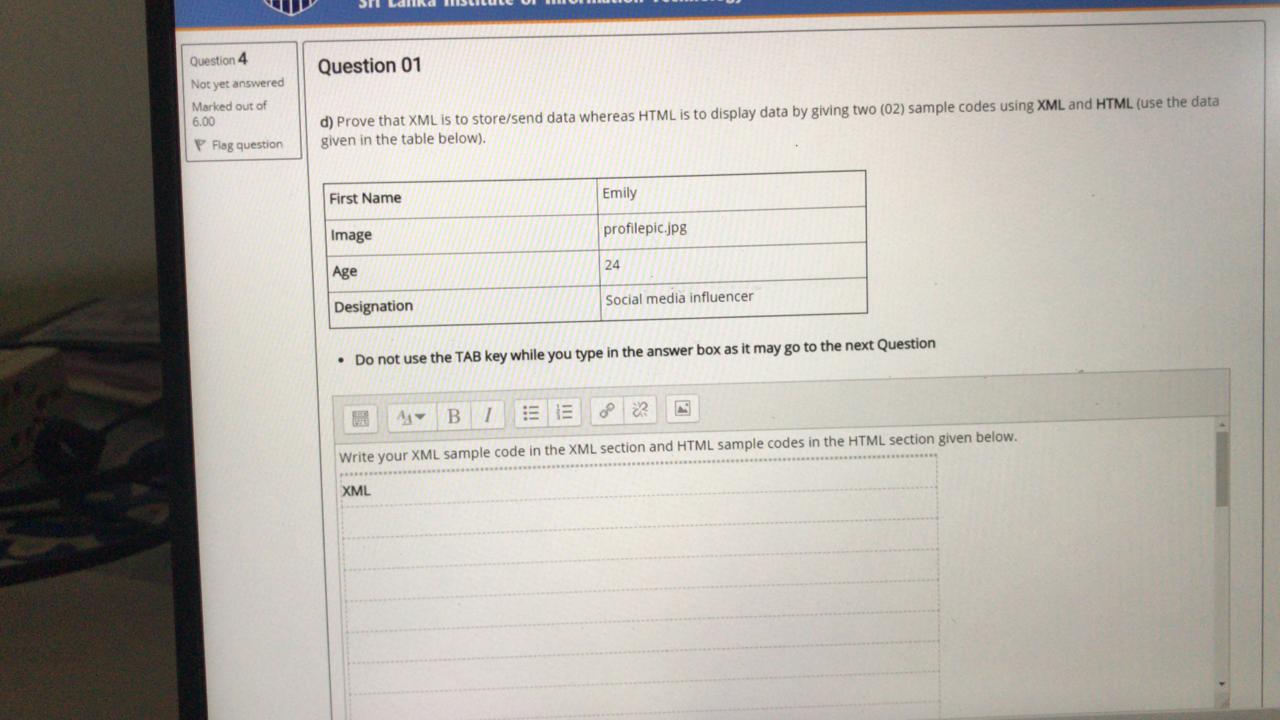 Sri Lanka Institute of Information Technology
Question 4
Not yet answered
Marked out of
6.00
Flag question
Question 01
d) Prove that XML is to store/send data whereas HTML is to display data by giving two (02) sample codes using XML and HTML (use the data
given in the table below).
First Name Emily
Image profilepic.jpg
Age 24
Designation Social media influencer
• Do not use the TAB key while you type in the answer box as it may go to the next Question
B I
Write your XML sample code in the XML section and HTML sample codes in the HTML section given below.
XML